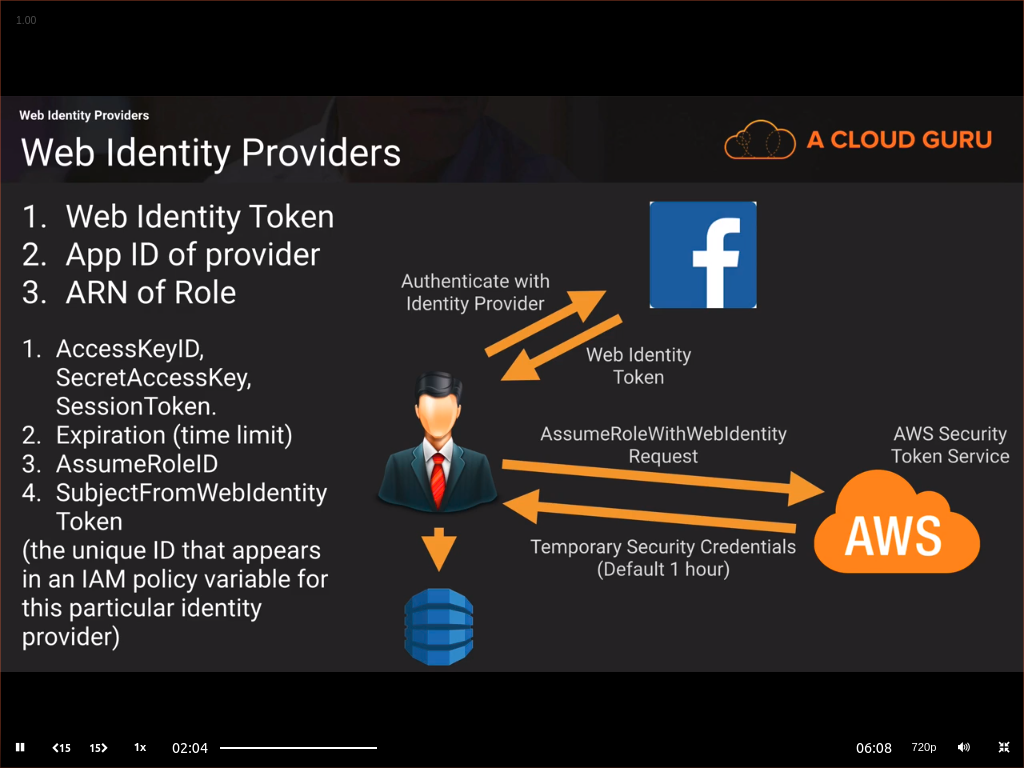 1.00
Web Identity Providers
Web Identity Providers
A CLOUD GURU
1. Web Identity Token
2. App ID of provider
3. ARN of Role
1. AccessKeyID,
SecretAccessKey,
SessionToken.
2. Expiration (time limit)
3. AssumeRoleID
4. SubjectFromWebIdentity
Token
(the unique ID that appears
in an IAM policy variable for
this particular identity
provider)
f
Authenticate with
Identity Provider
Web Identity
Token
AssumeRoleWithWebIdentity
Request
AWS Security
Token Service
AWS
Temporary Security Credentials
(Default 1 hour)
15 15 1x 02:04 06:08 720p